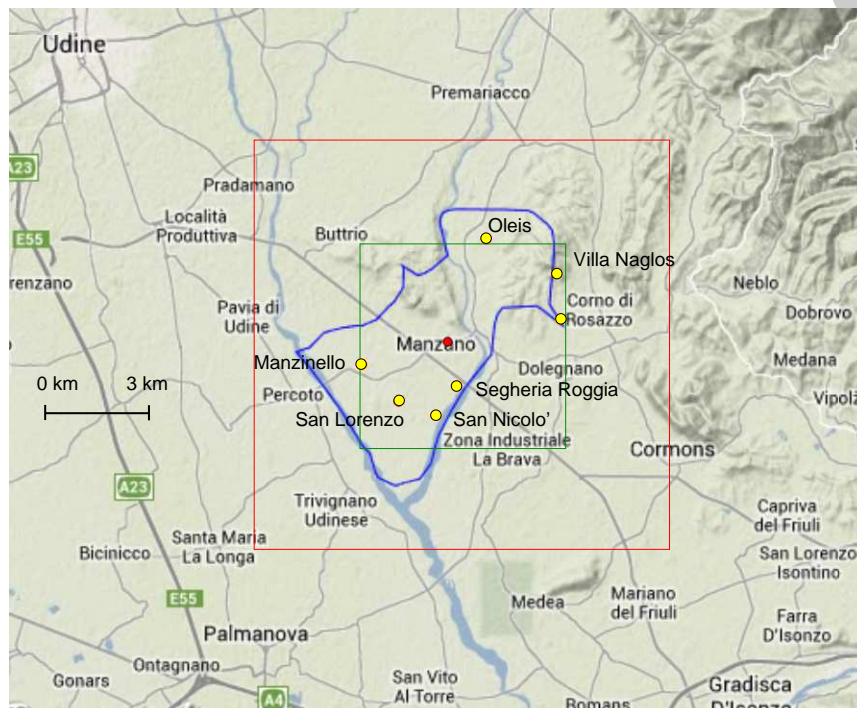 Udine
Premariacco
A23
Pradamano
Località
Produttiva
Buttrio
Oleis
E55
Villa Naglos
renzano
Neblo
Pavia di
Udine
Corno di
Rosazzo
Dobrovo
Manzano
Manzinello
Dolegnano
Medana
0 km
3 km
Percoto
Segheria Roggia
Vipolž
San Lorenzo
San Nicolo’
Zona Industriale
La Brava
Cormons
A23
Trivignano
Udinese
Capriva
del Friuli
Santa Maria
La Longa
Bicinicco
San Lorenzo
Isontino
E55
Medea
Mariano
del Friuli
Farra
D'Isonzo
Palmanova
Ontagnano
Gonars
San Vito
Al Torre
Gradisca
D'Isonzo
A4
Romans